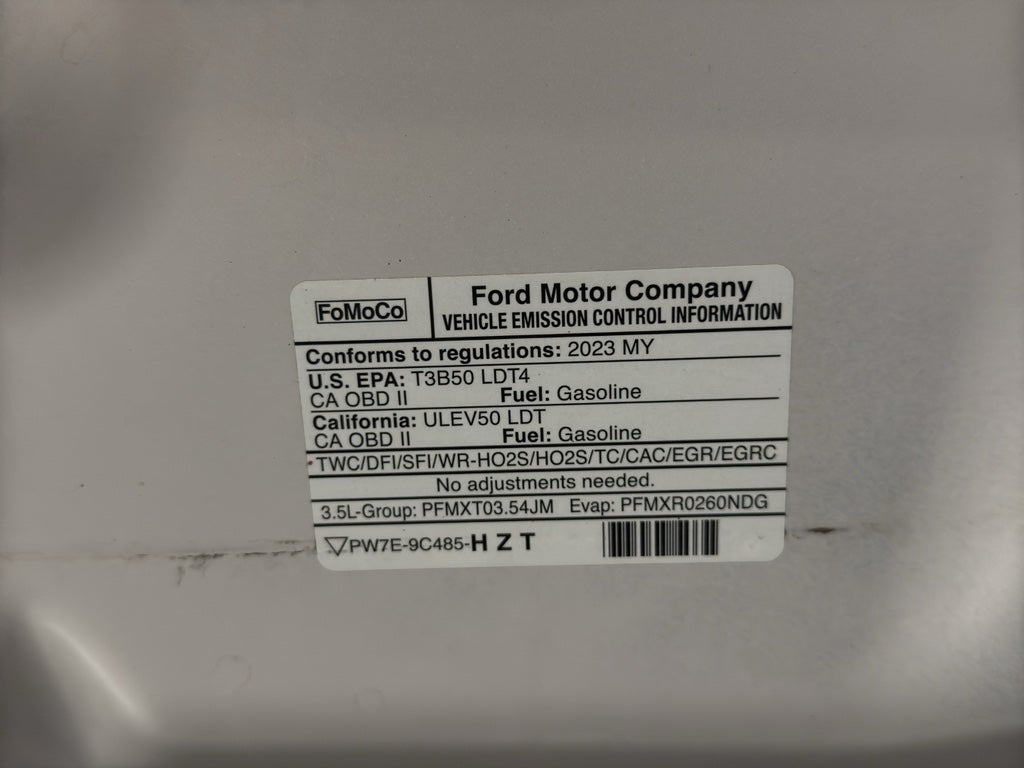 FoMoCo
Ford Motor Company
VEHICLE EMISSION CONTROL INFORMATION
Conforms to regulations: 2023 MY
U.S. EPA: T3B50 LDT4
CA OBD II Fuel: Gasoline
California: ULEV50 LDT
CA OBD II Fuel: Gasoline
TWC/DFI/SFI/WR-HO2S/HO2S/TC/CAC/EGR/EGRC
No adjustments needed.
3.5L-Group: PFMXT03.54JM Evap: PFMXR0260NDG
PW7E-9C485-H Z T